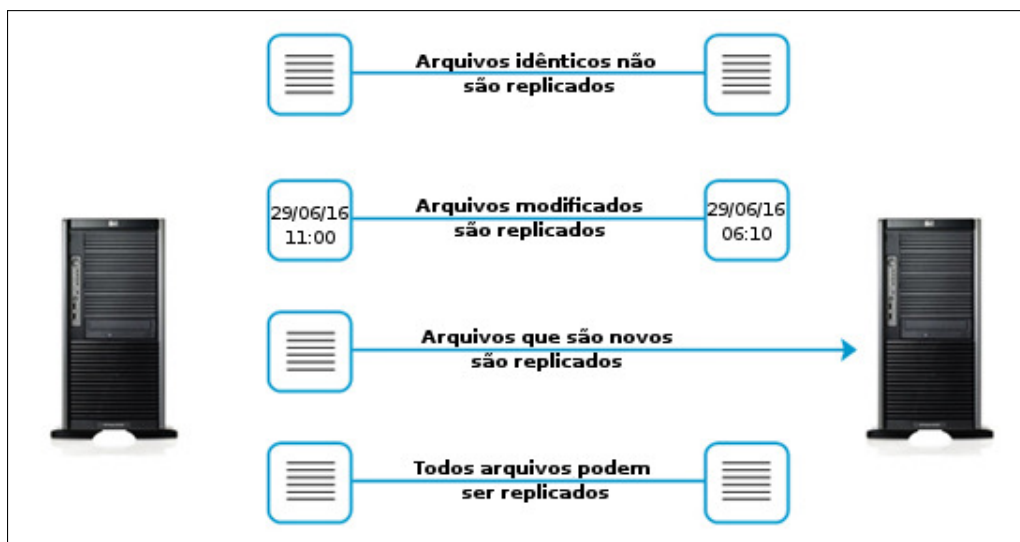 Arquivos idênticos não
são replicados
29/06/16
11:00
Arquivos modificados
são replicados
29/06/16
06:10
Arquivos que são novos
são replicados
Todos arquivos podem
ser replicados